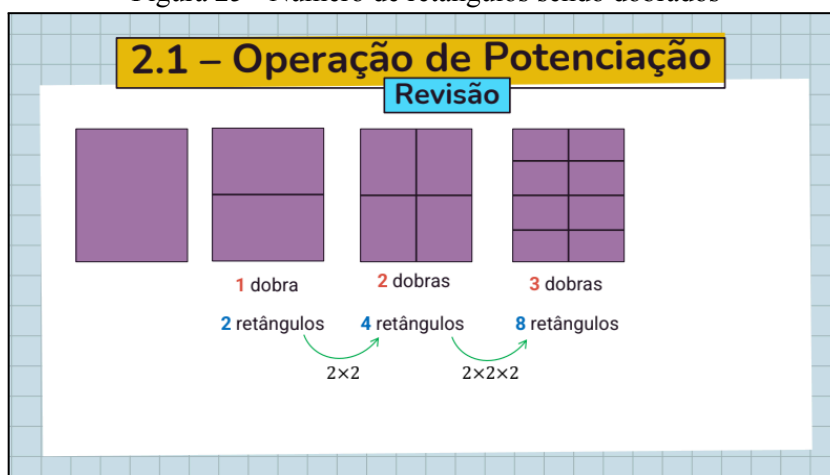 2.1 – Operação de Potenciação
Revisão
1 dobra
2 dobras
3 dobras
2 retângulos
4 retângulos
8 retângulos
2×2
2×2×2